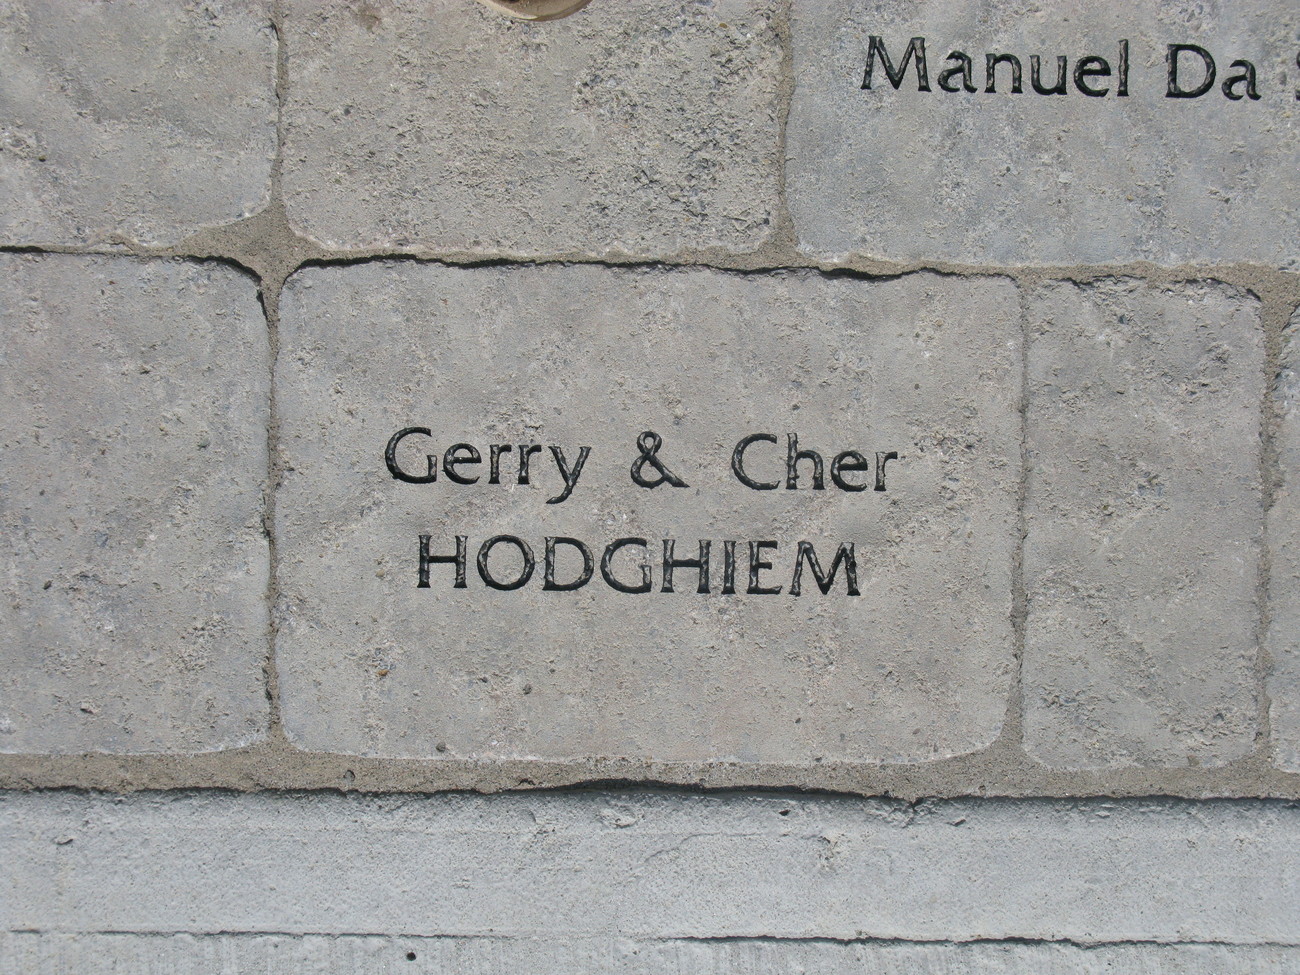 Manuel Da
Gerry & Cher
HODGHIEM